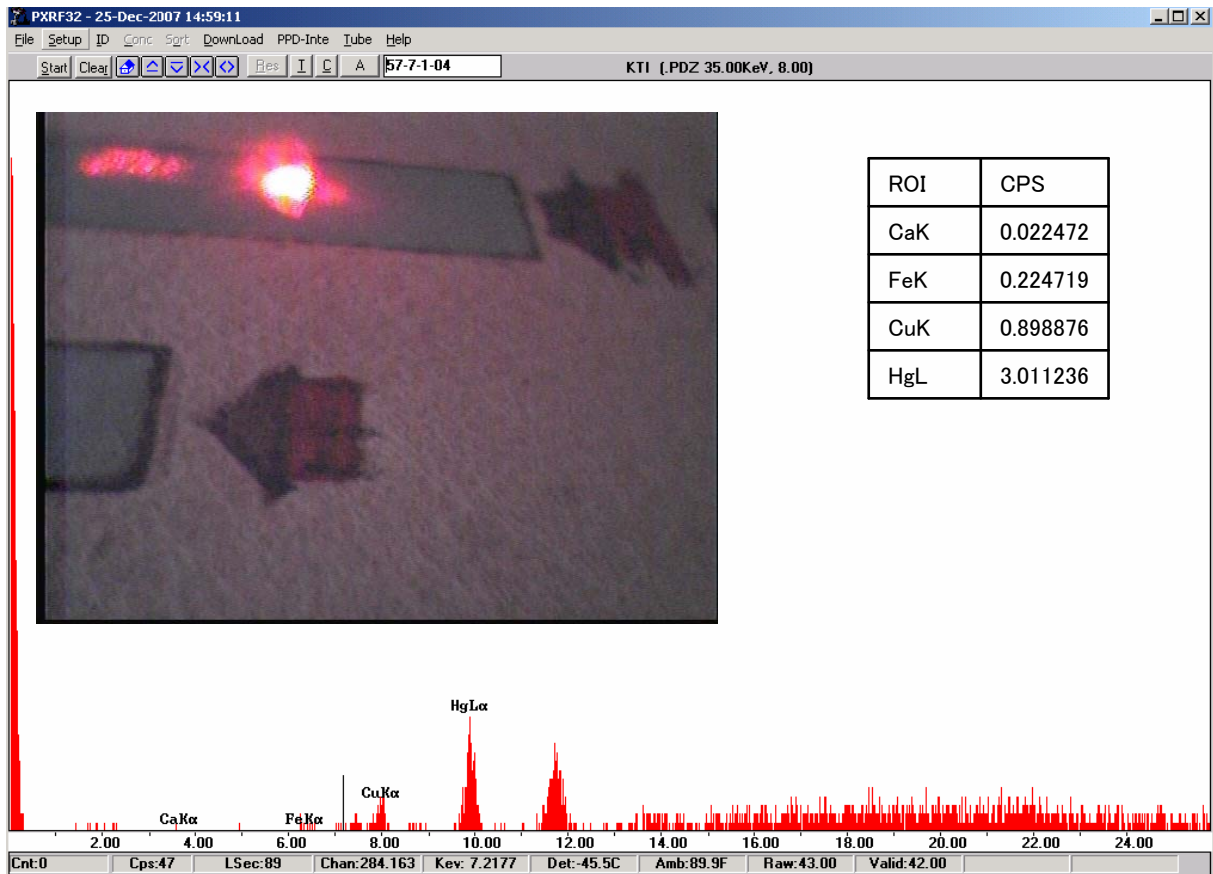 PXRF32 - 25-Dec-2007 14:59:11
File Setup ID Conc Sort DownLoad PPD-Inte Tube Help
Start Clear Res I C A 57-7-1-04 KTI (.PDZ 35.00KeV, 8.00)
ROI CPS
CaK 0.022472
FeK 0.224719
CuK 0.898876
HgL 3.011236
HgLα
CuKα
CaKα FeKα
2.00 4.00 6.00 8.00 10.00 12.00 14.00 16.00 18.00 20.00 22.00 24.00
Cnt:0 Cps:47 LSec:89 Chan:284.163 Kev: 7.2177 Det:-45.5C Amb:89.9F Raw:43.00 Valid:42.00